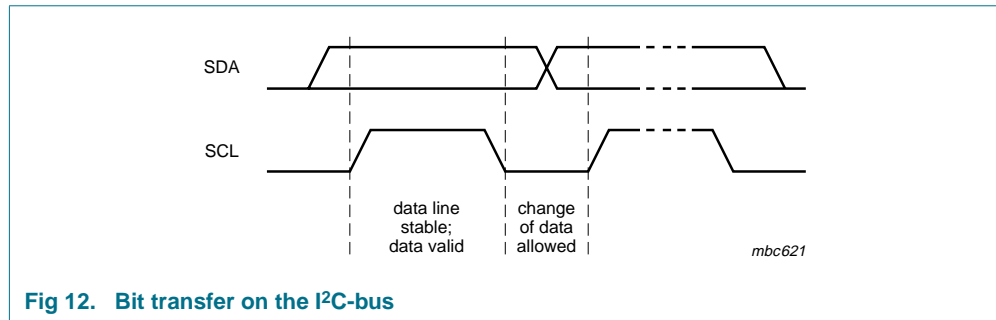 SDA
SCL
data line
stable;
data valid
change
of data
allowed
mbc621
Fig 12. Bit transfer on the I²C-bus